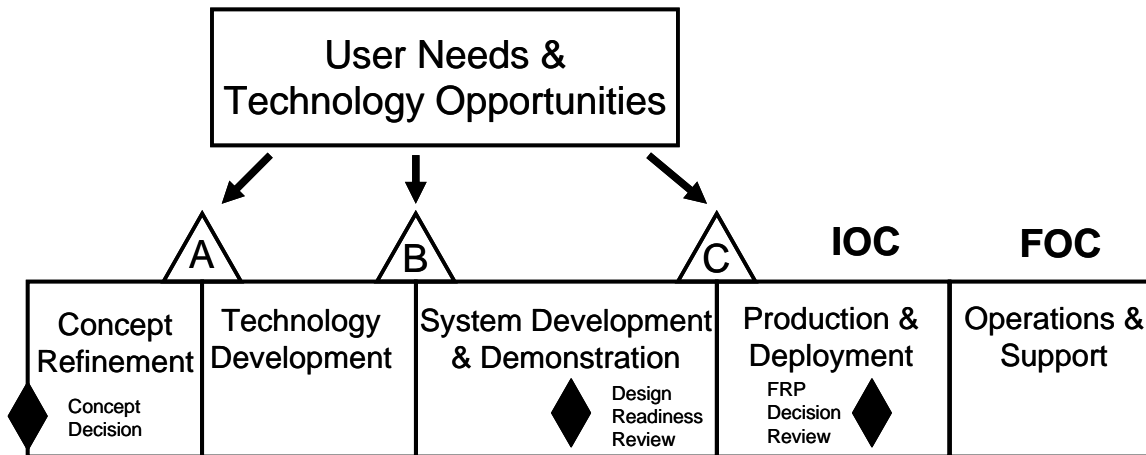 User Needs &
Technology Opportunities
A
B
C
IOC
FOC
Concept
Refinement
Technology
Development
System Development
& Demonstration
Production &
Deployment
Operations &
Support
Concept
Decision
Design
Readiness
Review
FRP
Decision
Review